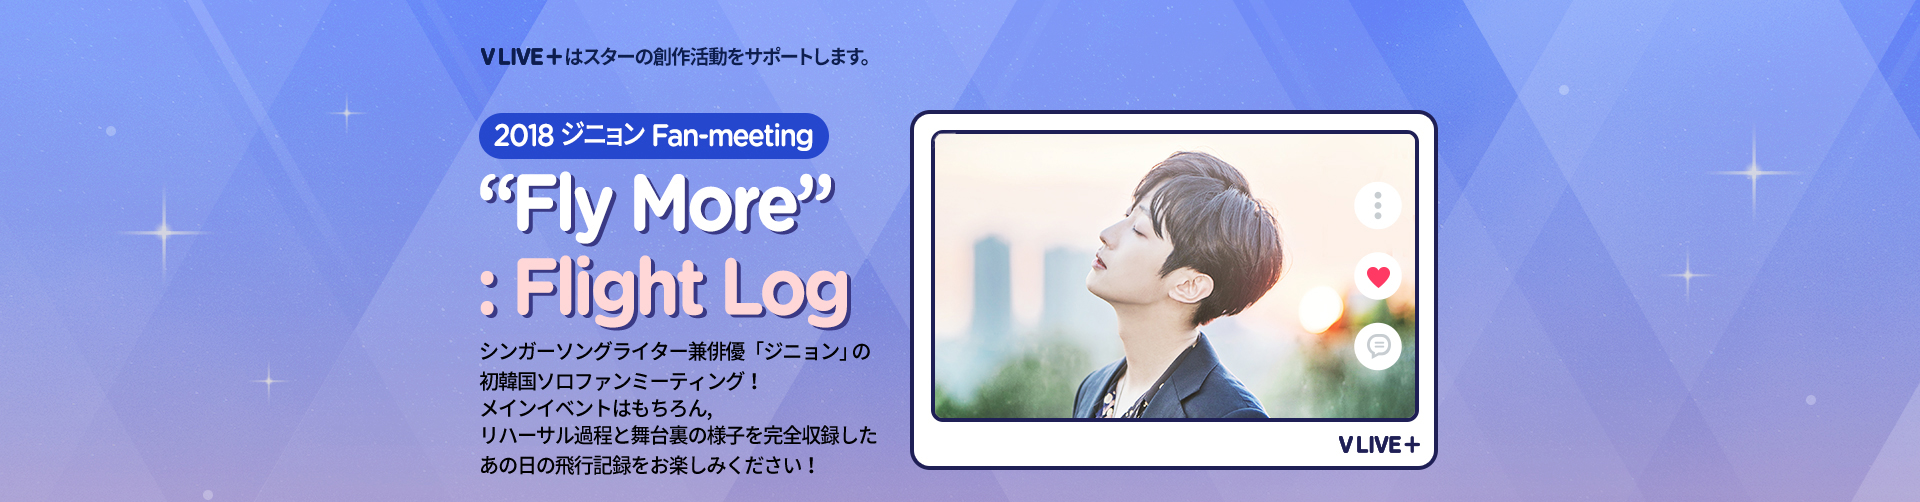 V LIVE+はスターの創作活動をサポートします。
2018 ジニョン Fan-meeting
“Fly More”
: Flight Log
シンガーソングライター兼俳優「ジニョン」の
初韓国ソロファンミーティング！
メインイベントはもちろん,
リハーサル過程と舞台裏の様子を完全収録した
あの日の飛行記録をお楽しみください！
V LIVE+